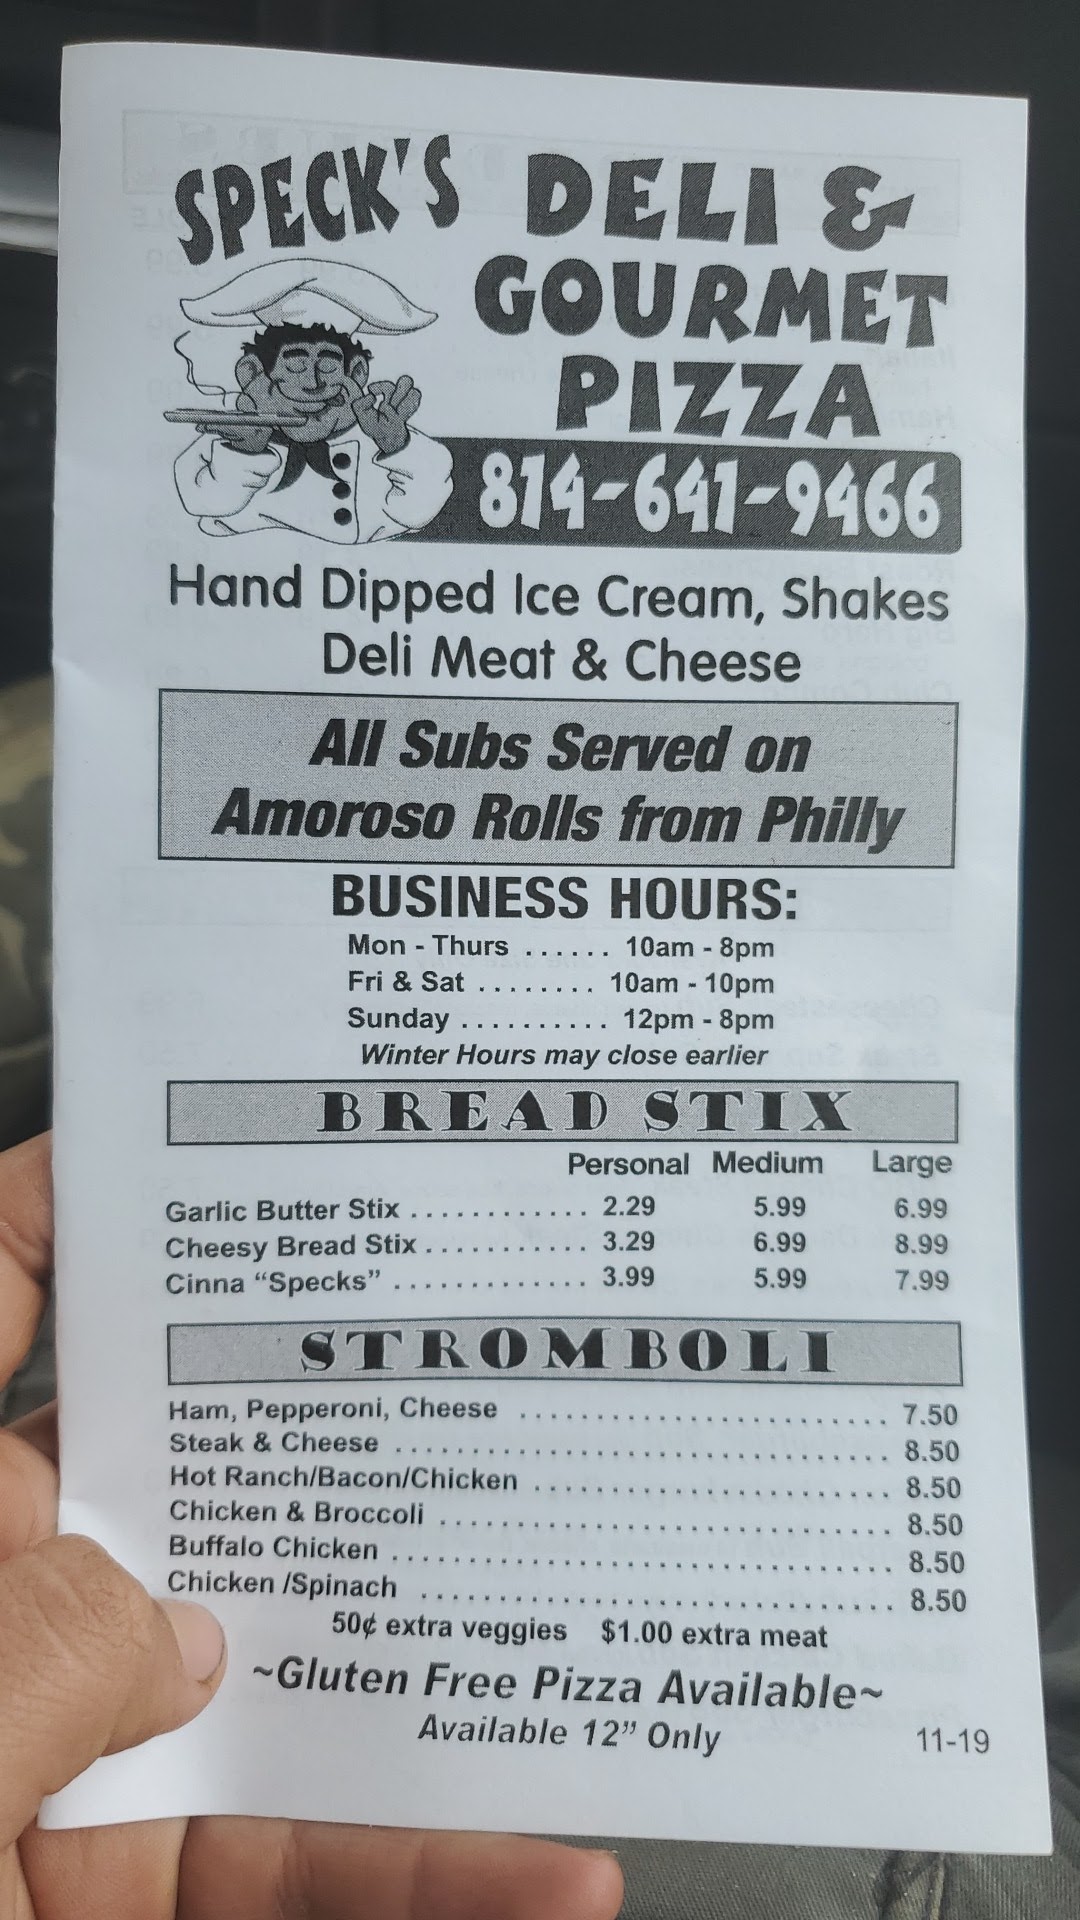 SPECK'S DELI &
GOURMET
PIZZA
814-641-9466
Hand Dipped Ice Cream, Shakes
Deli Meat & Cheese
All Subs Served on
Amoroso Rolls from Philly
BUSINESS HOURS:
Mon - Thurs ...... 10am - 8pm
Fri & Sat ........ 10am - 10pm
Sunday .......... 12pm - 8pm
Winter Hours may close earlier
BREAD STIX
Personal Medium Large
Garlic Butter Stix ............ 2.29 5.99 6.99
Cheesy Bread Stix ........... 3.29 6.99 8.99
Cinna “Specks” ............. 3.99 5.99 7.99
STROMBOLI
Ham, Pepperoni, Cheese ........................ 7.50
Steak & Cheese ................................ 8.50
Hot Ranch/Bacon/Chicken ....................... 8.50
Chicken & Broccoli ............................. 8.50
Buffalo Chicken ................................ 8.50
Chicken /Spinach .............................. 8.50
50¢ extra veggies $1.00 extra meat
~Gluten Free Pizza Available~
Available 12” Only
11-19